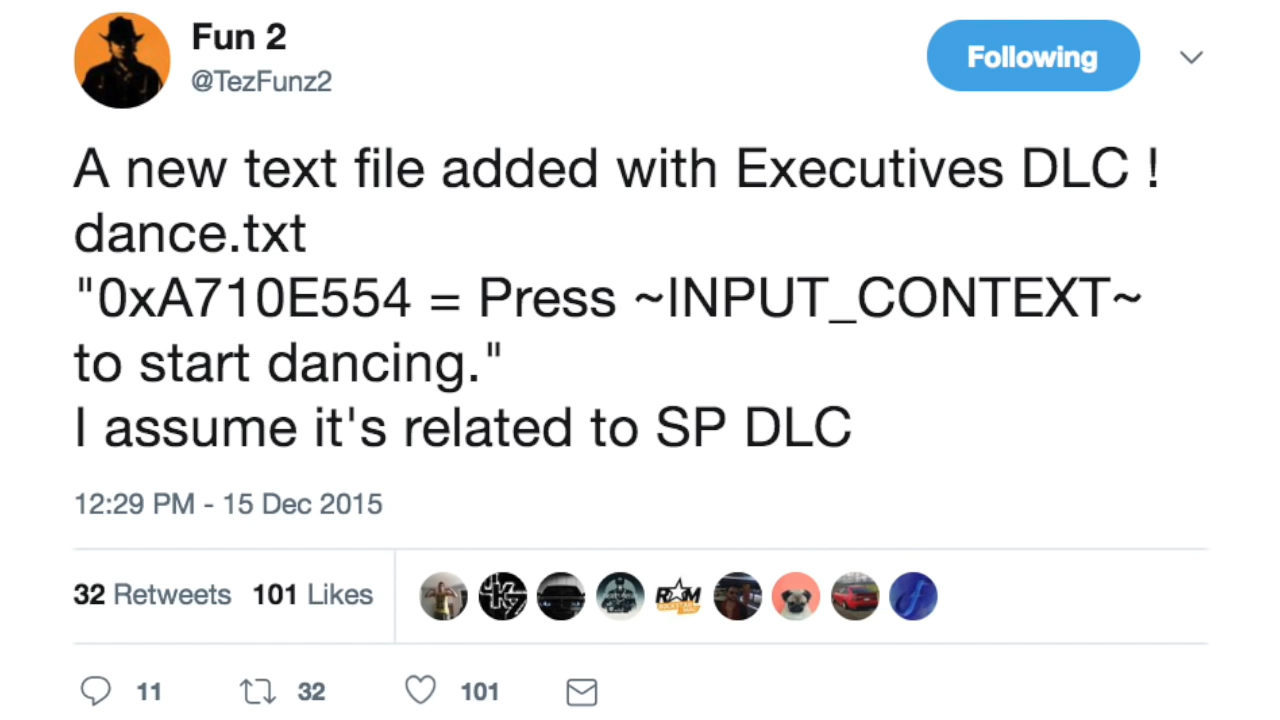 Fun 2
@TezFunz2
Following
A new text file added with Executives DLC !
dance.txt
"0xA710E554 = Press ~INPUT_CONTEXT~
to start dancing."
I assume it's related to SP DLC
12:29 PM - 15 Dec 2015
32 Retweets 101 Likes
11 32 101